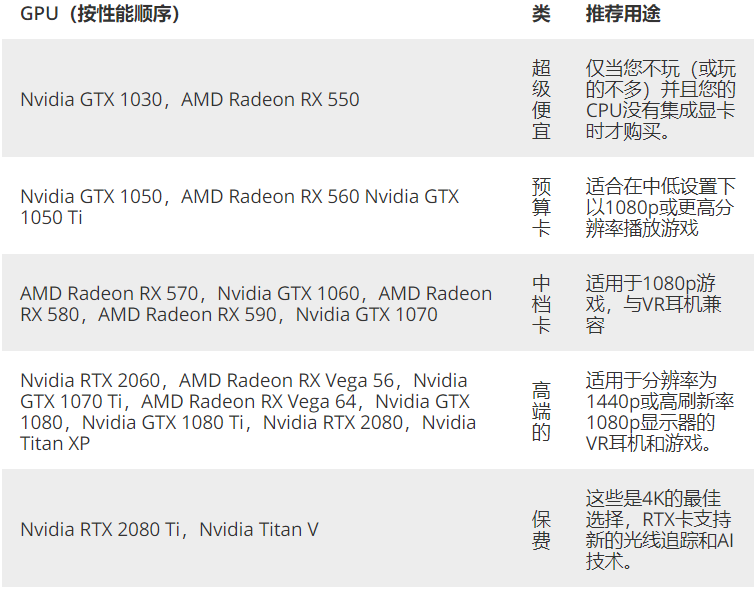 GPU（按性能顺序） 类 推荐用途
Nvidia GTX 1030，AMD Radeon RX 550
超
级
便
宜
仅当您不玩（或玩
的不多）并且您的
CPU没有集成显卡
时才购买。
Nvidia GTX 1050，AMD Radeon RX 560 Nvidia GTX
1050 Ti
预
算
卡
适合在中低设置下
以1080p或更高分
辨率播放游戏
AMD Radeon RX 570，Nvidia GTX 1060，AMD Radeon
RX 580，AMD Radeon RX 590，Nvidia GTX 1070
中
档
卡
适用于1080p游
戏，与VR耳机兼
容
Nvidia RTX 2060，AMD Radeon RX Vega 56，Nvidia
GTX 1070 Ti，AMD Radeon RX Vega 64，Nvidia GTX
1080，Nvidia GTX 1080 Ti，Nvidia RTX 2080，Nvidia
Titan XP
高
端
的
适用于分辨率为
1440p或高刷新率
1080p显示器的
VR耳机和游戏。
Nvidia RTX 2080 Ti，Nvidia Titan V
保
费
这些是4K的最佳
选择，RTX卡支持
新的光线追踪和AI
技术。